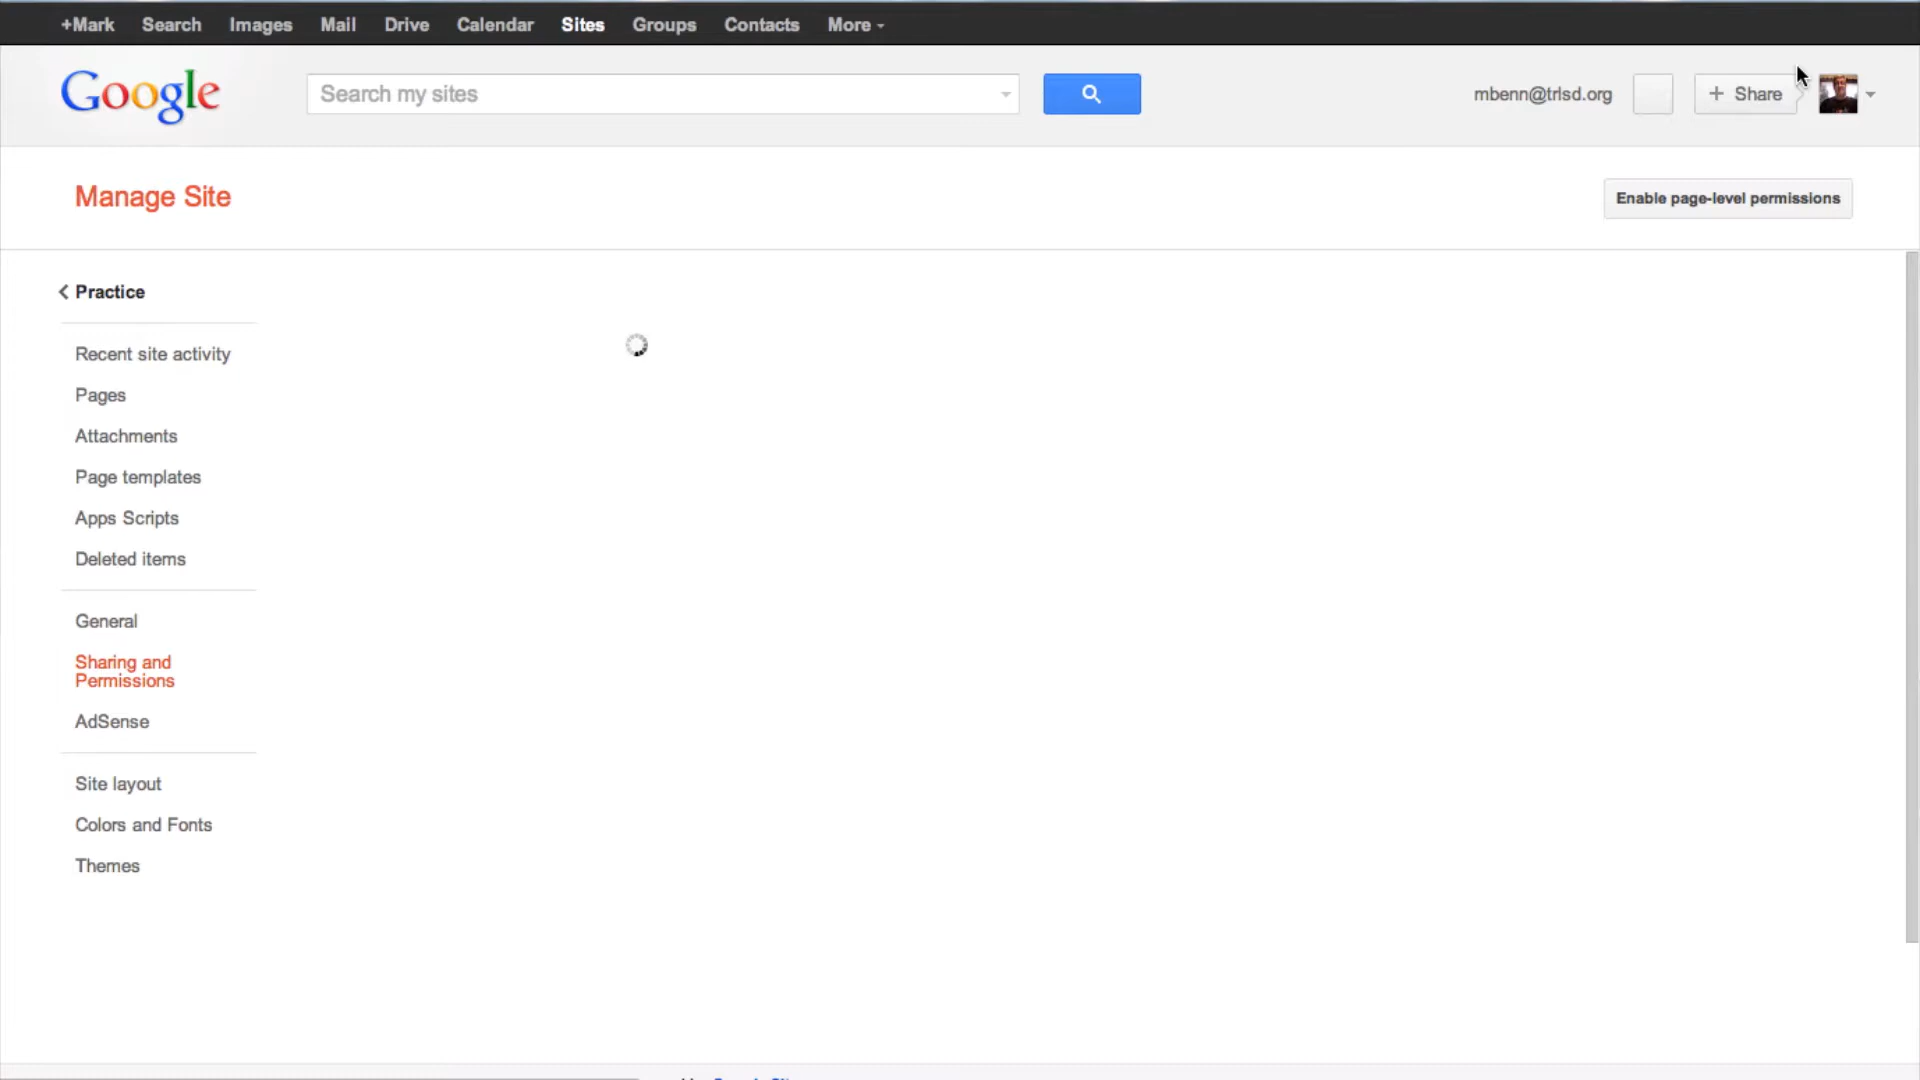 +Mark Search Images Mail Drive Calendar Sites Groups Contacts More
Google
Search my sites
mbenn@trlsd.org
+ Share
Manage Site
Enable page-level permissions
Practice
Recent site activity
Pages
Attachments
Page templates
Apps Scripts
Deleted items
General
Sharing and
Permissions
AdSense
Site layout
Colors and Fonts
Themes